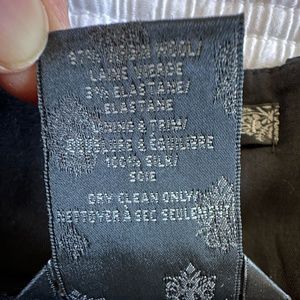 97% VIRGIN WOOL/
LAINE VIERGE
3% ELASTANE/
ELASTANE
LINING & TRIM/
DOUBLURE & ÉQUILIBRE
100% SILK/
SOIE
DRY CLEAN ONLY/
NETTOYER À SEC SEULEMENT